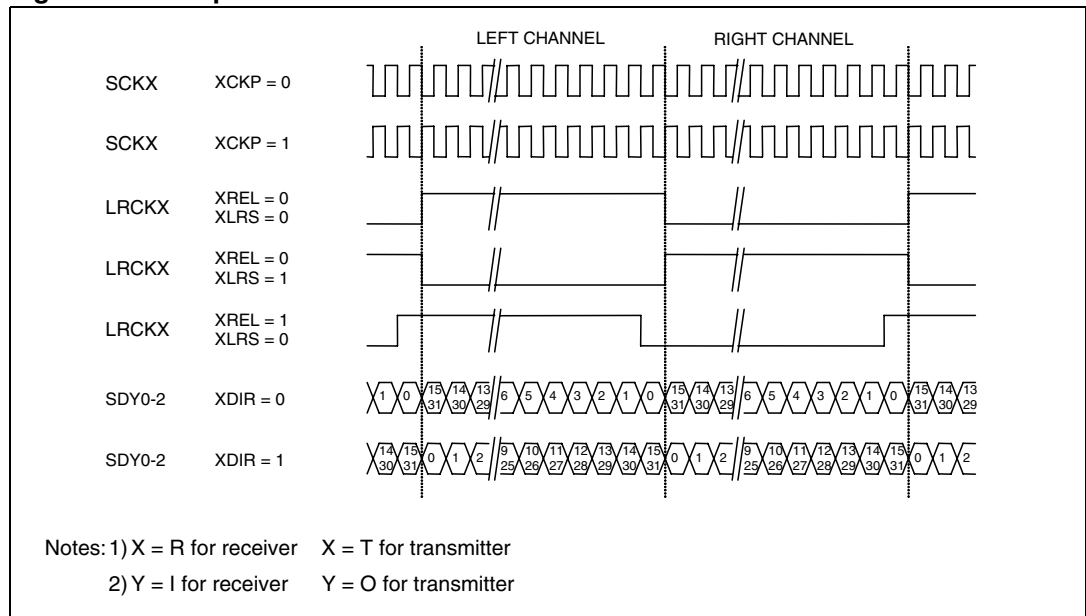 LEFT CHANNEL RIGHT CHANNEL
SCKX XCKP = 0
SCKX XCKP = 1
LRCKX XREL = 0
XLRS = 0
LRCKX XREL = 0
XLRS = 1
LRCKX XREL = 1
XLRS = 0
SDY0-2 XDIR = 0 1 0 15 14 13 6 5 4 3 2 1 0 15 14 13 6 5 4 3 2 1 0 15 14 13
31 30 29 31 30 29 31 30 29
SDY0-2 XDIR = 1 14 15 0 1 2 9 10 11 12 13 14 15 0 1 2 9 10 11 12 13 14 15 0 1 2
30 31 25 26 27 28 29 30 31 25 26 27 28 29 30 31
Notes: 1) X = R for receiver X = T for transmitter
2) Y = I for receiver Y = O for transmitter